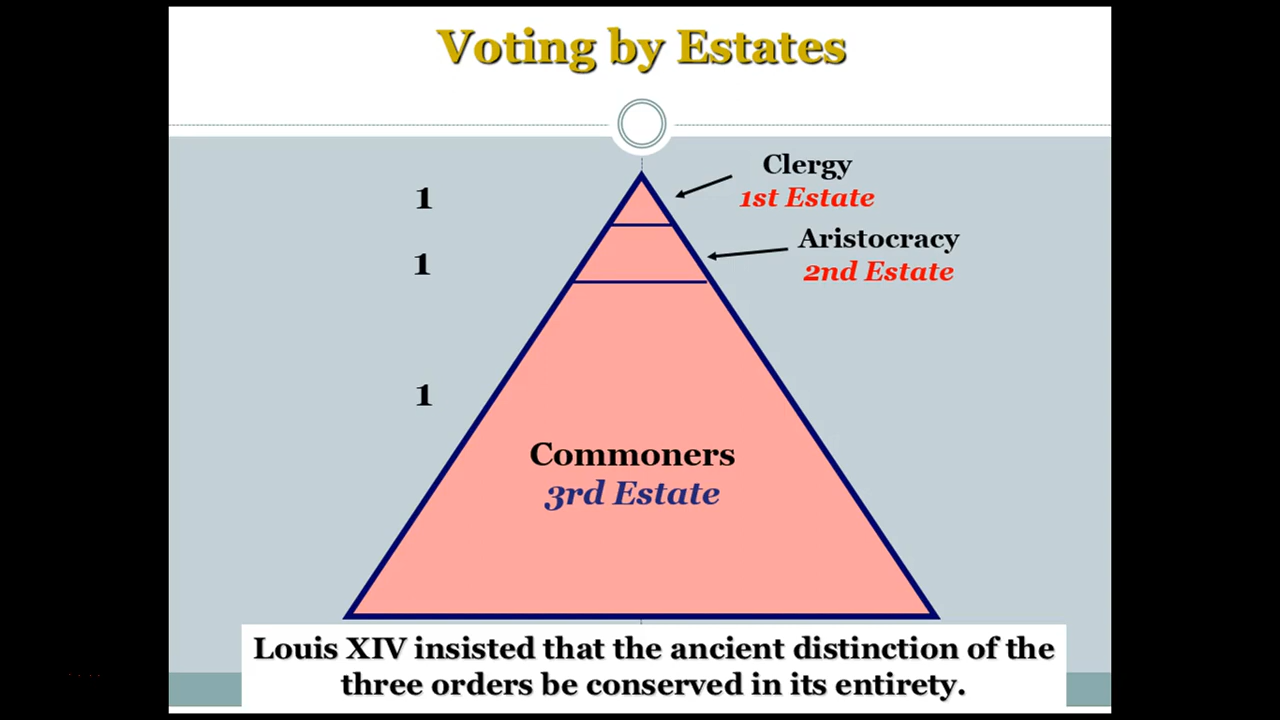 Voting by Estates
Clergy
1
1st Estate
Aristocracy
1
2nd Estate
1
Commoners
3rd Estate
Louis XIV insisted that the ancient distinction of the
three orders be conserved in its entirety.